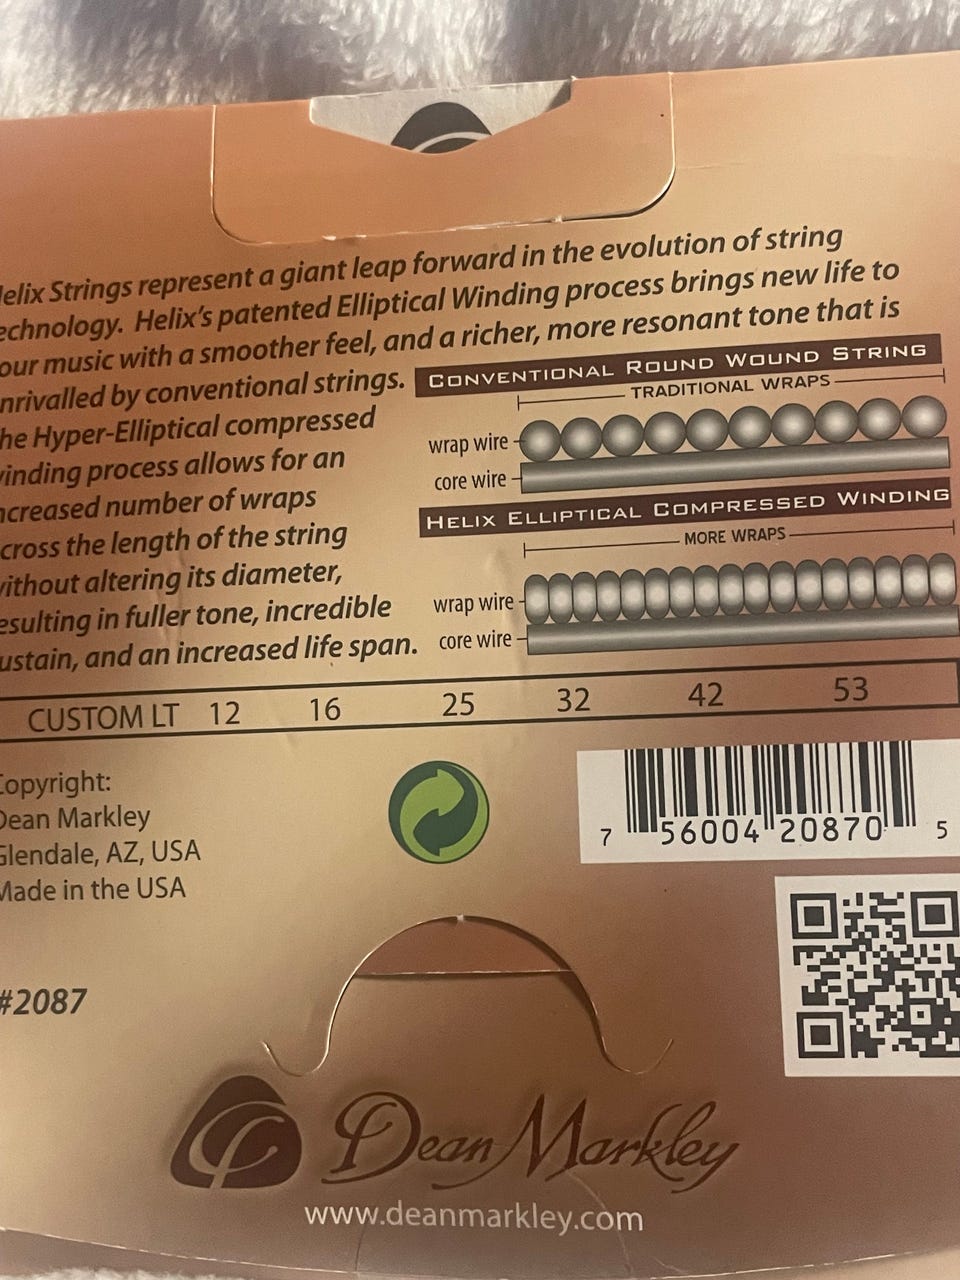 Helix Strings represent a giant leap forward in the evolution of string
echnology. Helix's patented Elliptical Winding process brings new life to
our music with a smoother feel, and a richer, more resonant tone that is
nrivalled by conventional strings.
he Hyper-Elliptical compressed
inding process allows for an
ncreased number of wraps
cross the length of the string
ithout altering its diameter,
esulting in fuller tone, incredible
ustain, and an increased life span.
CONVENTIONAL ROUND WOUND STRING
TRADITIONAL WRAPS
wrap wire
core wire
HELIX ELLIPTICAL COMPRESSED WINDING
MORE WRAPS
wrap wire
core wire
CUSTOM LT 12 16 25 32 42 53
Copyright:
Dean Markley
Glendale, AZ, USA
Made in the USA
7 56004 20870 5
#2087
Dean Markley
www.deanmarkley.com